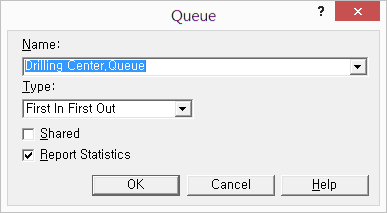 Queue
?
Name:
Drilling Center.Queue
Type:
First In First Out
Shared
Report Statistics
OK
Cancel
Help